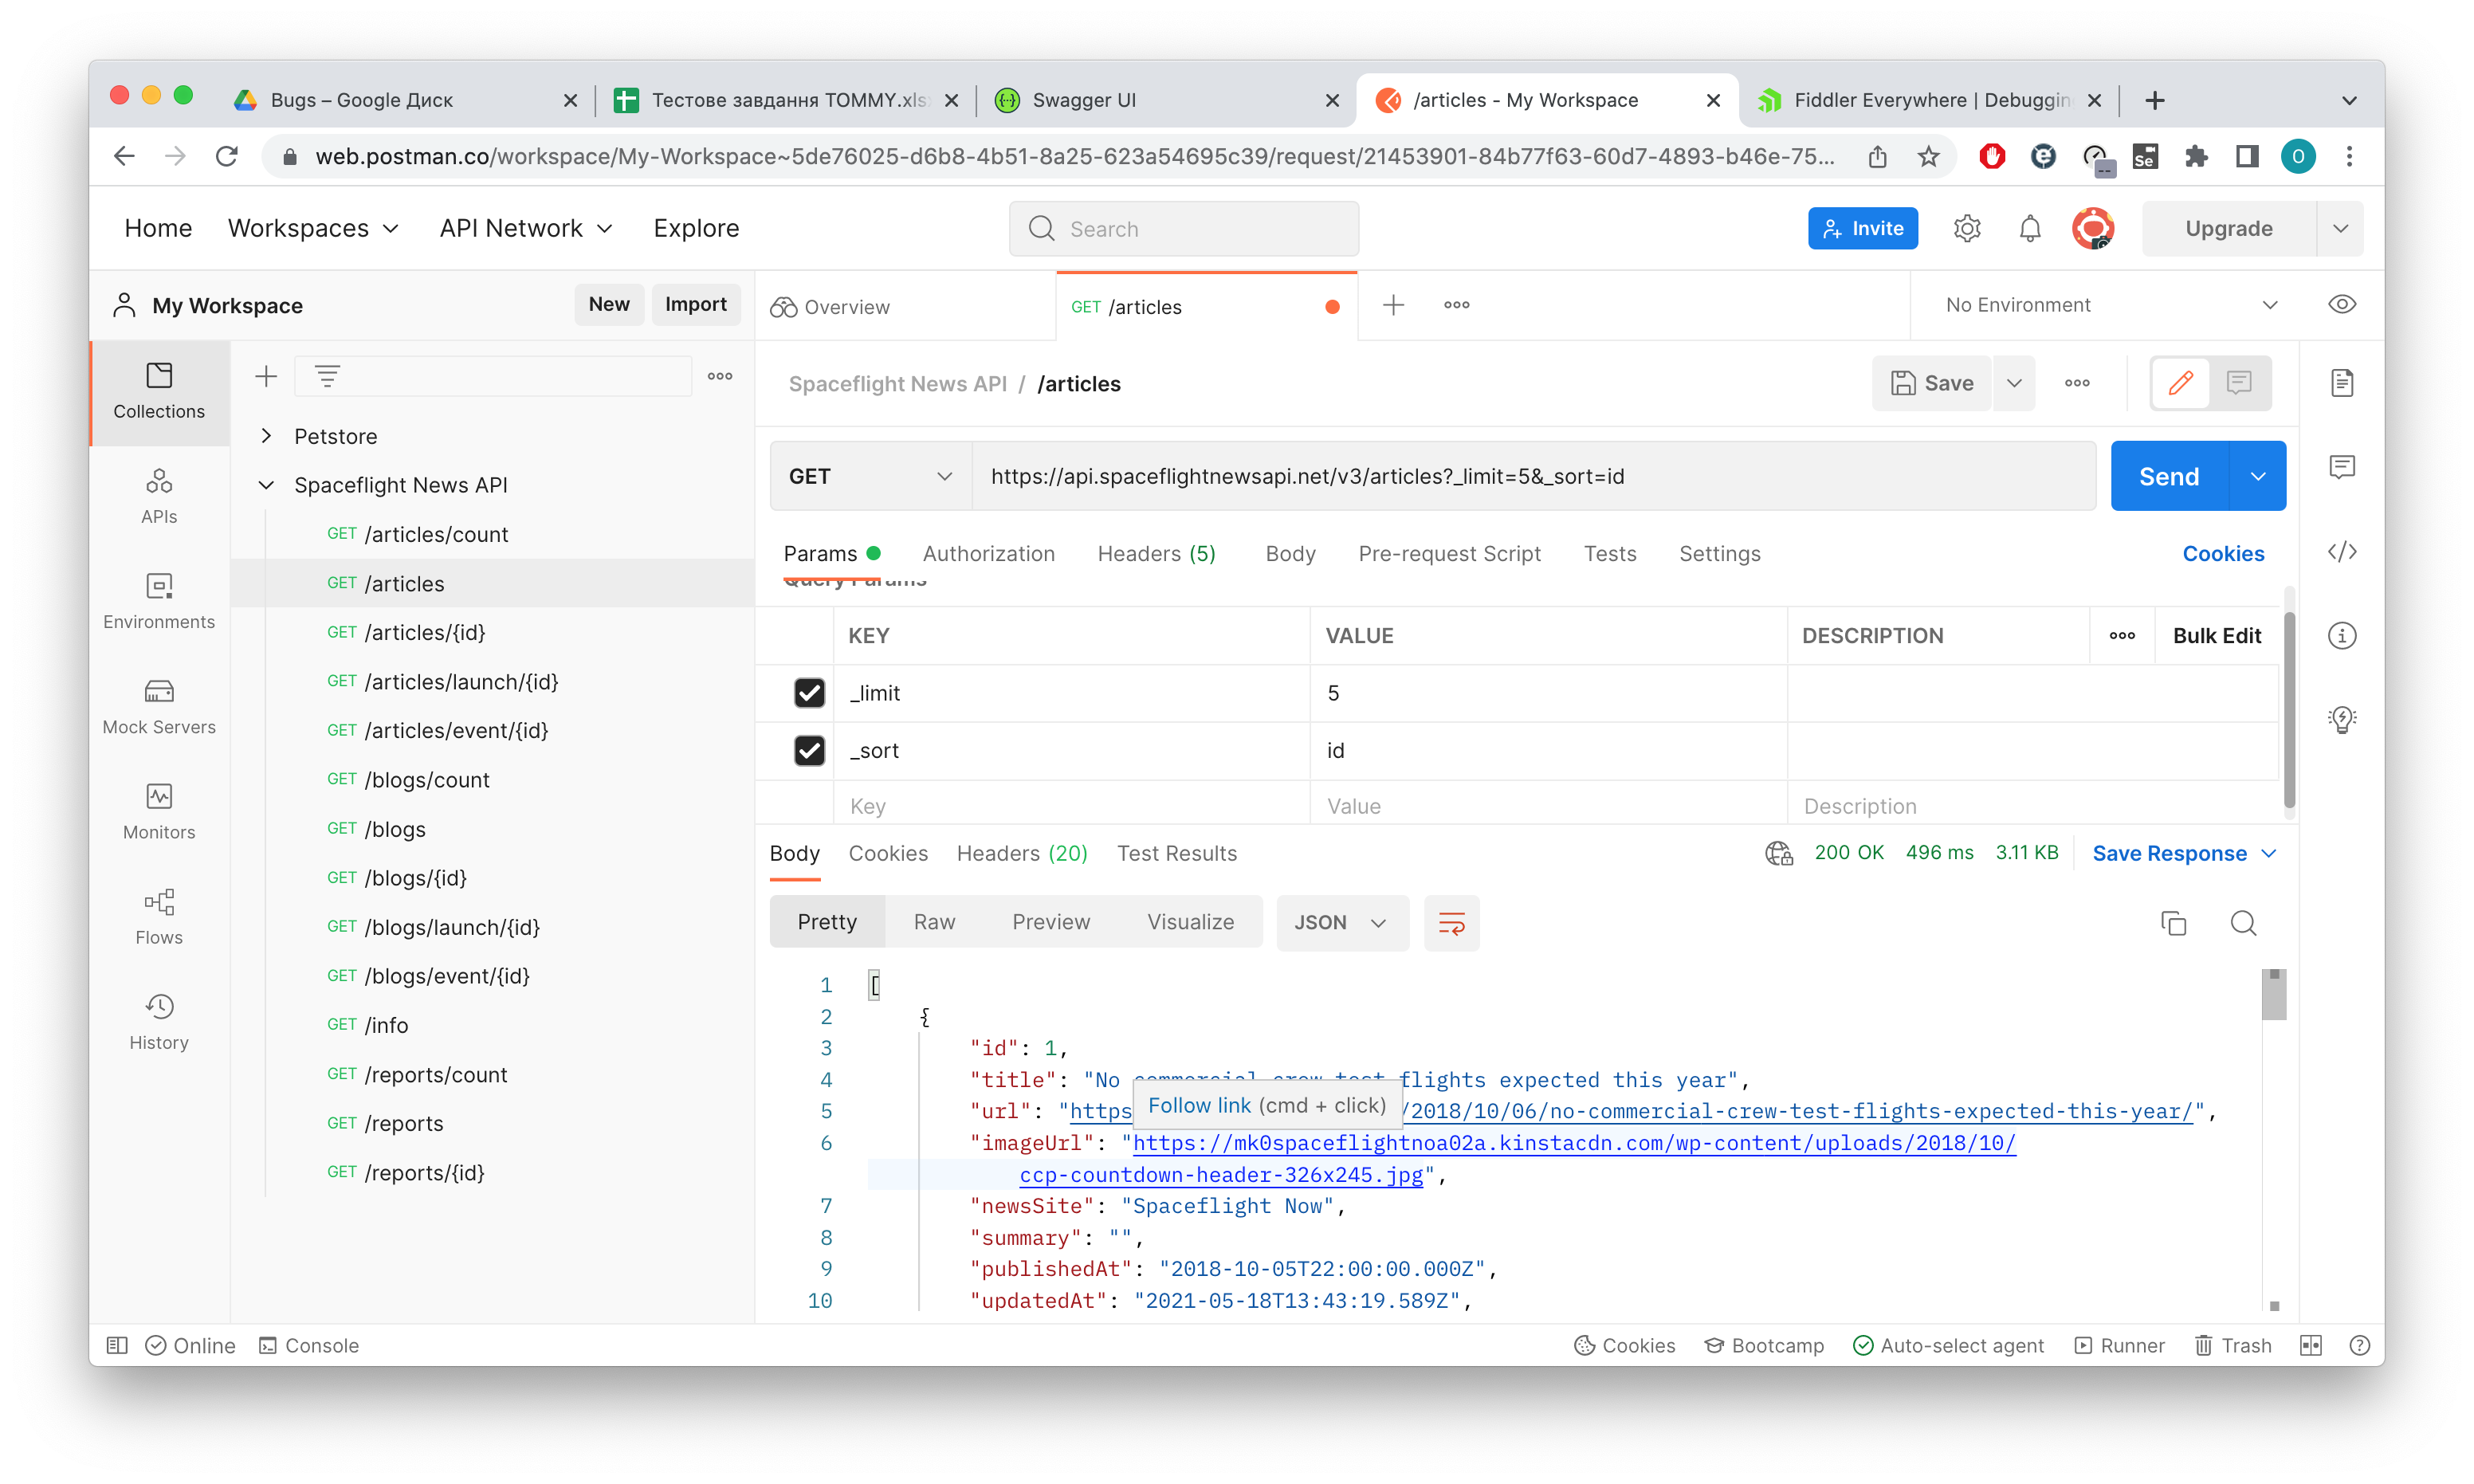 Bugs – Google Диск
Тестове завдання TOMMY.xls
Swagger UI
/articles - My Workspace
Fiddler Everywhere | Debuggin
web.postman.co/workspace/My-Workspace~5de76025-d6b8-4b51-8a25-623a54695c39/request/21453901-84b77f63-60d7-4893-b46e-75...
Se
O
Home Workspaces API Network Explore
Search
Invite
Upgrade
My Workspace New Import
Overview
GET /articles
No Environment
Collections
APIs
Environments
Mock Servers
Monitors
Flows
History
Petstore
Spaceflight News API
GET /articles/count
GET /articles
GET /articles/{id}
GET /articles/launch/{id}
GET /articles/event/{id}
GET /blogs/count
GET /blogs
GET /blogs/{id}
GET /blogs/launch/{id}
GET /blogs/event/{id}
GET /info
GET /reports/count
GET /reports
GET /reports/{id}
Spaceflight News API / /articles
Save
GET https://api.spaceflightnewsapi.net/v3/articles?_limit=5&_sort=id
Send
Params Authorization Headers (5) Body Pre-request Script Tests Settings Cookies
Query Params
KEY VALUE DESCRIPTION Bulk Edit
_limit 5
_sort id
Key Value Description
Body Cookies Headers (20) Test Results 200 OK 496 ms 3.11 KB Save Response
Pretty Raw Preview Visualize JSON
1 [
2 {
3 "id": 1,
4 "title": "No commercial crew test flights expected this year",
Follow link (cmd + click)
5 "url": "https /2018/10/06/no-commercial-crew-test-flights-expected-this-year/",
6 "imageUrl": "https://mk0spaceflightnoa02a.kinstacdn.com/wp-content/uploads/2018/10/
ccp-countdown-header-326x245.jpg",
7 "newsSite": "Spaceflight Now",
8 "summary": "",
9 "publishedAt": "2018-10-05T22:00:00.000Z",
10 "updatedAt": "2021-05-18T13:43:19.589Z",
Online Console Cookies Bootcamp Auto-select agent Runner Trash